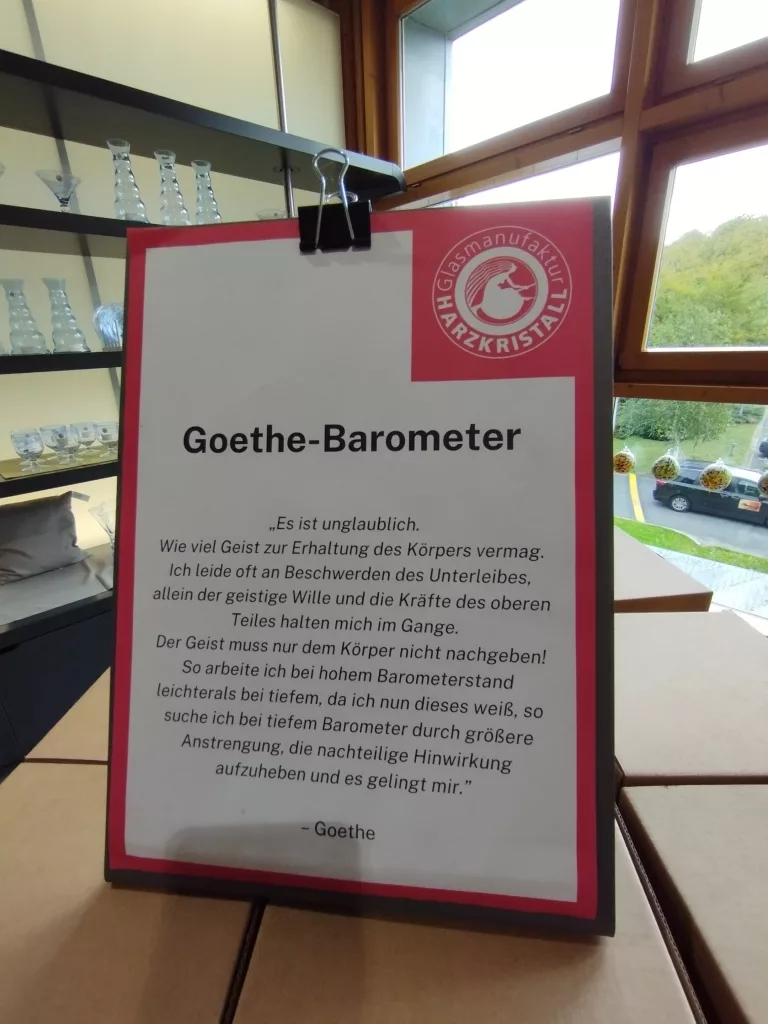 Glasmanufaktur
HARZKRISTALL
Goethe-Barometer
„Es ist unglaublich.
Wie viel Geist zur Erhaltung des Körpers vermag.
Ich leide oft an Beschwerden des Unterleibes,
allein der geistige Wille und die Kräfte des oberen
Teiles halten mich im Gange.
Der Geist muss nur dem Körper nicht nachgeben!
So arbeite ich bei hohem Barometerstand
leichterals bei tiefem, da ich nun dieses weiß, so
suche ich bei tiefem Barometer durch größere
Anstrengung, die nachteilige Hinwirkung
aufzuheben und es gelingt mir.”
– Goethe